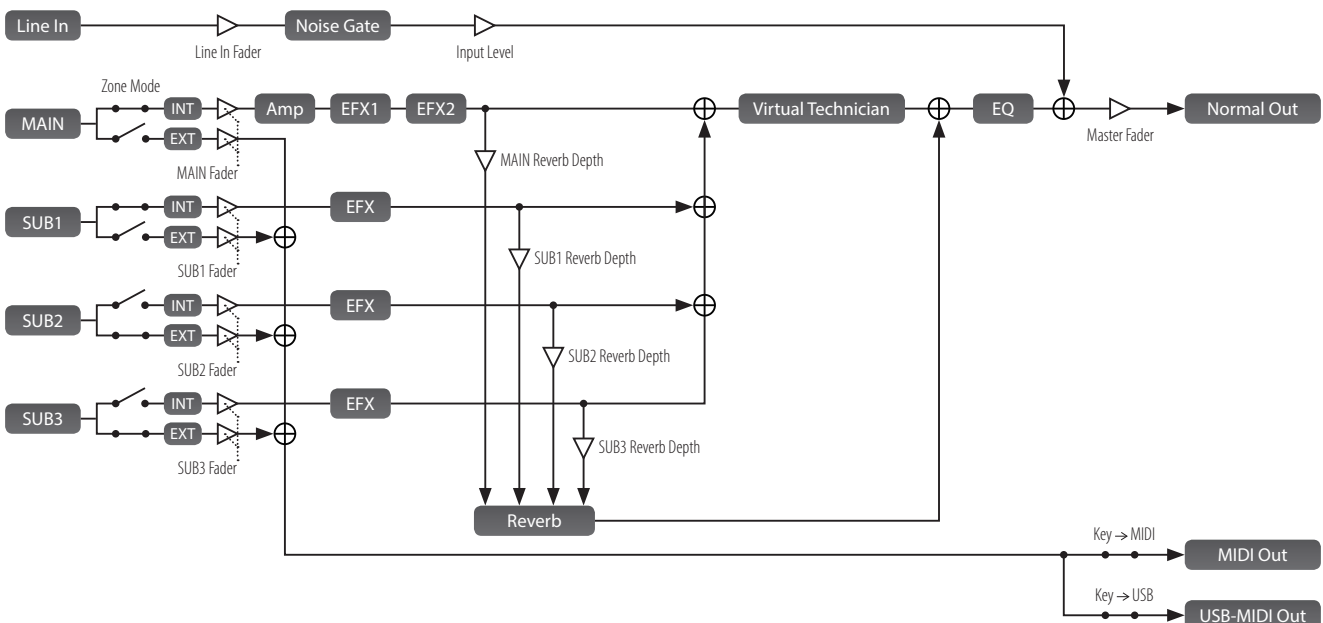 Line In
Line In Fader
Noise Gate
Input Level
Zone Mode
MAIN
INT
EXT
MAIN Fader
Amp
EFX1
EFX2
MAIN Reverb Depth
Virtual Technician
EQ
Master Fader
Normal Out
SUB1
INT
EXT
SUB1 Fader
EFX
SUB1 Reverb Depth
SUB2
INT
EXT
SUB2 Fader
EFX
SUB2 Reverb Depth
SUB3
INT
EXT
SUB3 Fader
EFX
SUB3 Reverb Depth
Reverb
Key → MIDI
MIDI Out
Key → USB
USB-MIDI Out